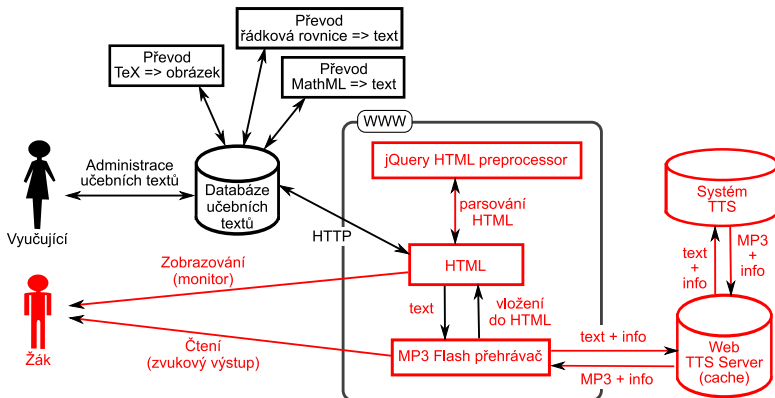 Převod
řádková rovnice => text
Převod
TeX => obrázek
Převod
MathML => text
WWW
jQuery HTML preprocessor
Administrace
učebních textů
Databáze
učebních
textů
Vyučující
parsování
HTML
Systém
TTS
HTTP
text
+
info
MP3
+
info
Zobrazování
(monitor)
HTML
Žák
text
vložení
do HTML
Čtení
(zvukový výstup)
MP3 Flash přehrávač
text + info
MP3 + info
Web
TTS Server
(cache)